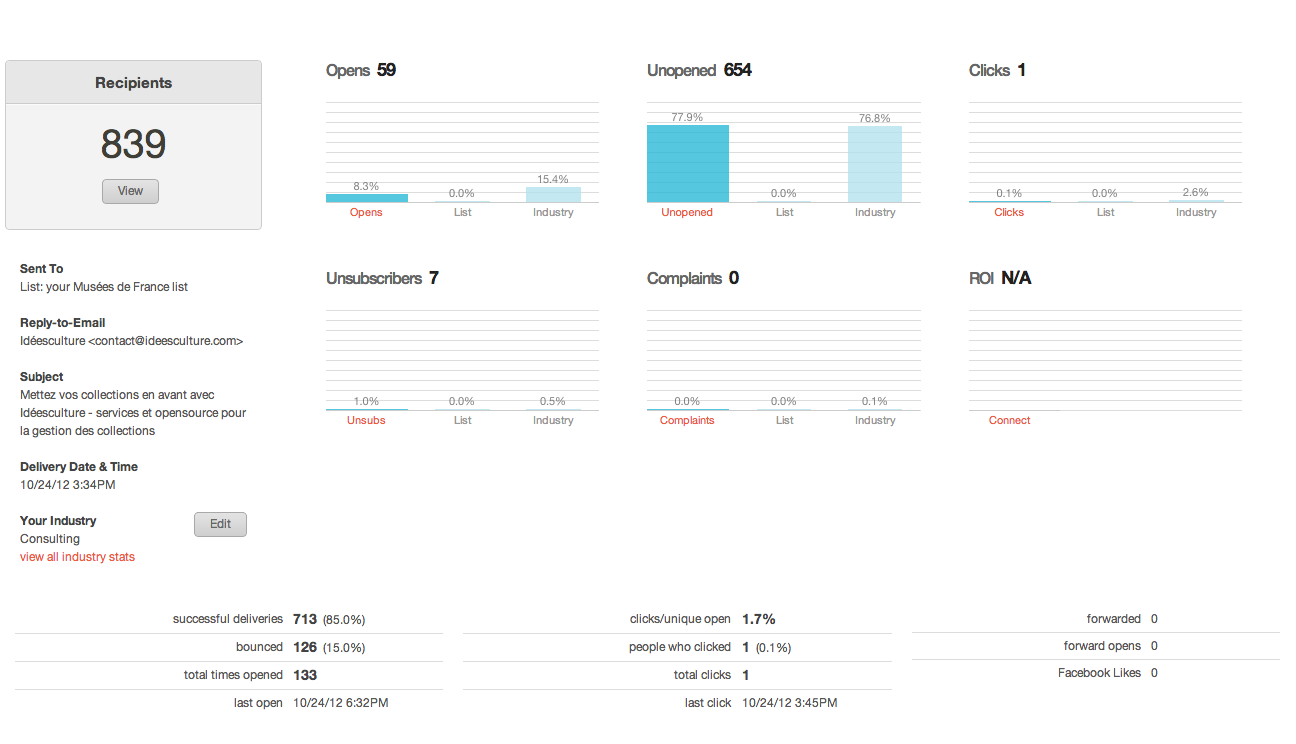 Recipients
839
View
Sent To
List: your Musées de France list
Reply-to-Email
Idéesculture <contact@ideesculture.com>
Subject
Mettez vos collections en avant avec
Idéesculture - services et opensource pour
la gestion des collections
Delivery Date & Time
10/24/12 3:34PM
Your Industry
Edit
Consulting
view all industry stats
Opens 59
8.3% 0.0% 15.4%
Opens List Industry
Unopened 654
77.9% 0.0% 76.8%
Unopened List Industry
Clicks 1
0.1% 0.0% 2.6%
Clicks List Industry
Unsubscribers 7
1.0% 0.0% 0.5%
Unsubs List Industry
Complaints 0
0.0% 0.0% 0.1%
Complaints List Industry
ROI N/A
Connect
successful deliveries 713 (85.0%)
bounced 126 (15.0%)
total times opened 133
last open 10/24/12 6:32PM
clicks/unique open 1.7%
people who clicked 1 (0.1%)
total clicks 1
last click 10/24/12 3:45PM
forwarded 0
forward opens 0
Facebook Likes 0